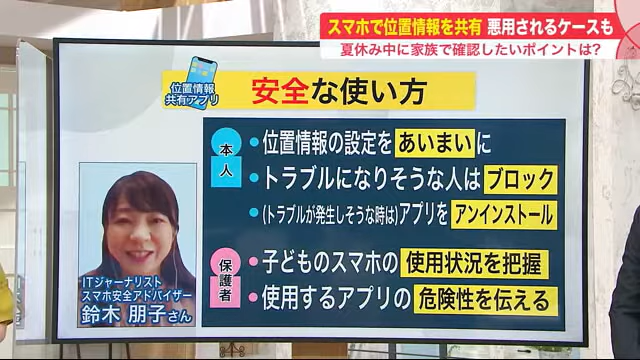 スマホで位置情報を共有 悪用されるケースも
夏休み中に家族で確認したいポイントは?
位置情報
共有アプリ
安全な使い方
本人
・位置情報の設定をあいまいに
・トラブルになりそうな人はブロック
・(トラブルが発生しそうな時は)アプリをアンインストール
保護者
・子どものスマホの使用状況を把握
・使用するアプリの危険性を伝える
ITジャーナリスト
スマホ安全アドバイザー
鈴木 朋子さん